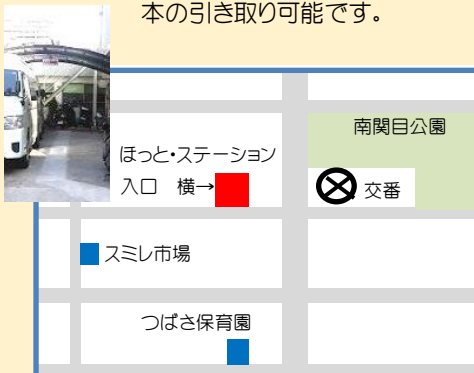 本の引き取り可能です。
南関目公園
ほっと・ステーション
入口　横→
交番
スミレ市場
つばさ保育園